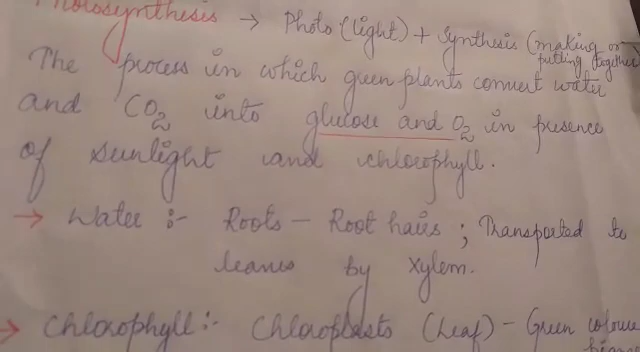 Photosynthesis → Photo (light) + Synthesis (making or putting together
The process in which green plants convert water
and CO2 into glucose and O2 in presence
of sunlight and chlorophyll.
→ Water :- Roots - Root hairs ; Transported to
leaves by xylem.
→ Chlorophyll:- Chloroplasts (Leaf) - Green colour